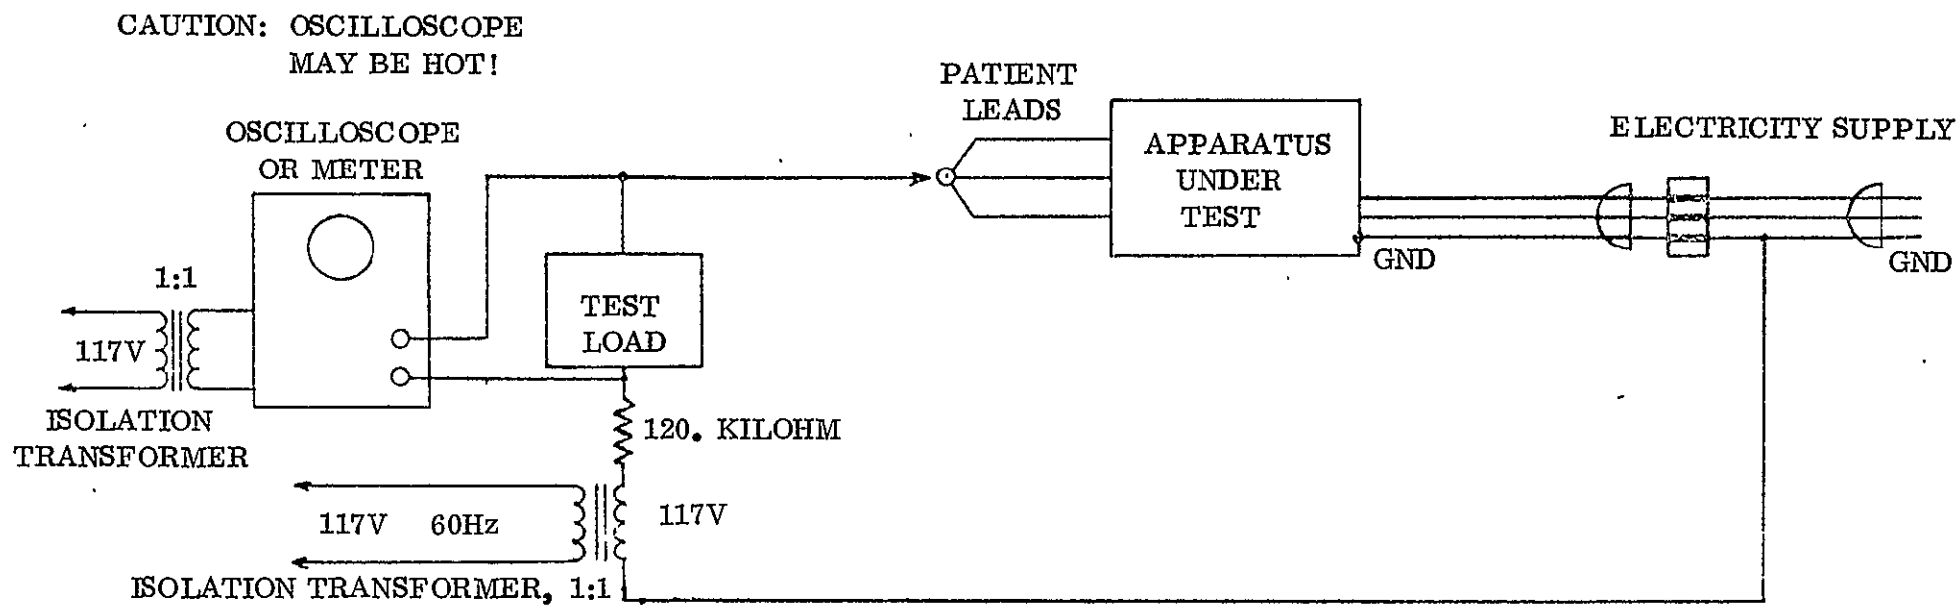 CAUTION: OSCILLOSCOPE
MAY BE HOT!
PATIENT
LEADS
OSCILLOSCOPE
OR METER
APPARATUS
UNDER
TEST
ELECTRICITY SUPPLY
GND
GND
1:1
117V
TEST
LOAD
ISOLATION
TRANSFORMER
120. KILOHM
117V 60Hz
117V
ISOLATION TRANSFORMER, 1:1